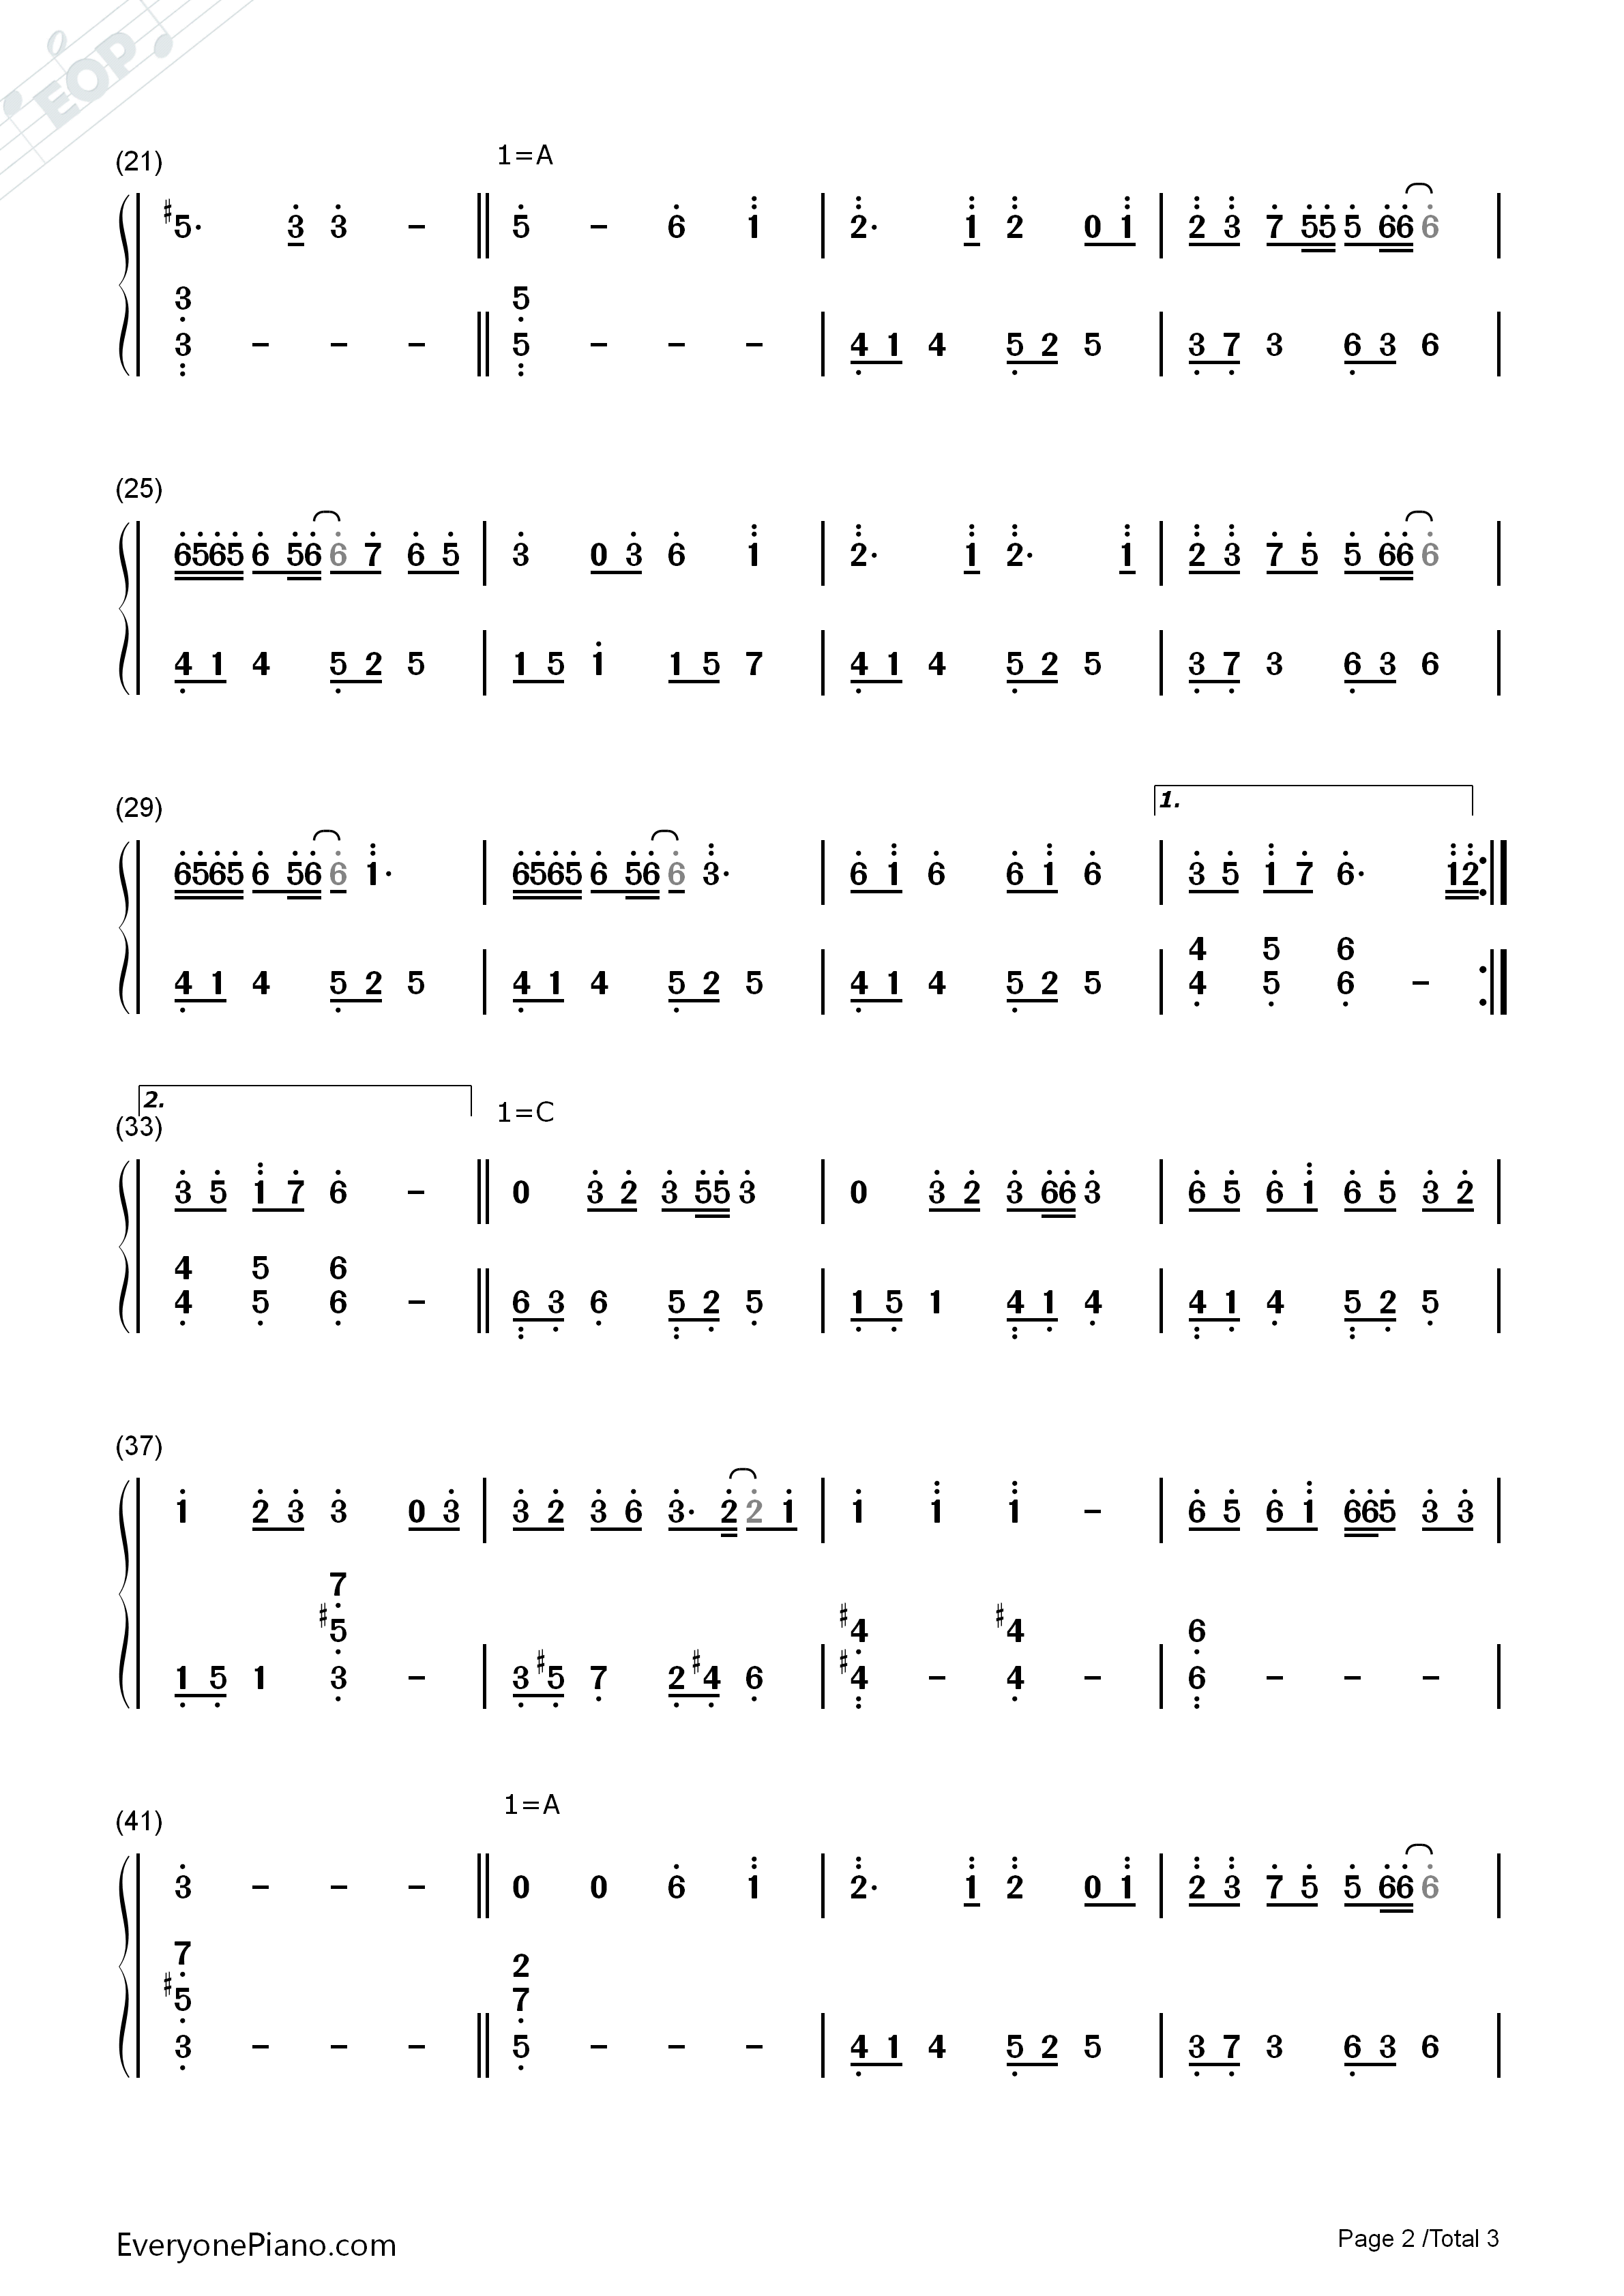 EOP
(21) 1=A
#5· 3 3 - 5 - 6 1 2· 1 2 0 1 2 3 7 55 5 66 6
3 5
3 - - - 5 - - - 4 1 4 5 2 5 3 7 3 6 3 6
(25)
6565 6 56 6 7 6 5 3 0 3 6 1 2· 1 2· 1 2 3 7 5 5 66 6
4 1 4 5 2 5 1 5 1 1 5 7 4 1 4 5 2 5 3 7 3 6 3 6
1.
(29)
6565 6 56 6 1· 6565 6 56 6 3· 6 1 6 6 1 6 3 5 1 7 6· 12
4 5 6
4 1 4 5 2 5 4 1 4 5 2 5 4 1 4 5 2 5 4 5 6 -
2.
(33) 1=C
3 5 1 7 6 - 0 3 2 3 55 3 0 3 2 3 66 3 6 5 6 1 6 5 3 2
4 5 6
4 5 6 - 6 3 6 5 2 5 1 5 1 4 1 4 4 1 4 5 2 5
(37)
1 2 3 3 0 3 3 2 3 6 3· 2 2 1 1 1 1 - 6 5 6 1 665 3 3
7
#5 #4 #4 6
1 5 1 3 - 3 #5 7 2 #4 6 #4 - 4 - 6 - - -
(41) 1=A
3 - - - 0 0 6 1 2· 1 2 0 1 2 3 7 5 5 66 6
7 2
#5 7
3 - - - 5 - - - 4 1 4 5 2 5 3 7 3 6 3 6
EveryonePiano.com
Page 2 /Total 3